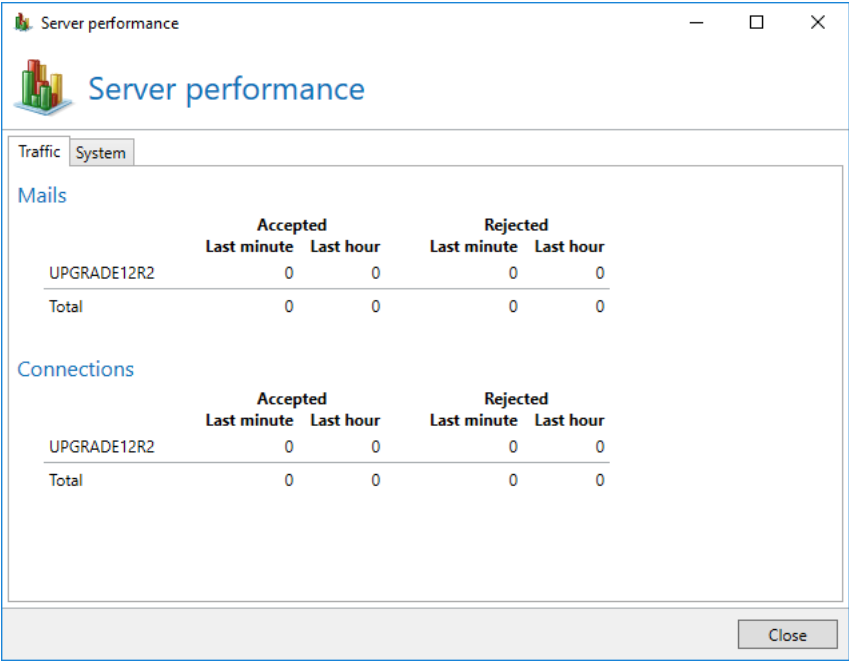 Server performance
Server performance
Traffic System
Mails
Accepted Rejected
Last minute Last hour Last minute Last hour
UPGRADE12R2 0 0 0 0
Total 0 0 0 0
Connections
Accepted Rejected
Last minute Last hour Last minute Last hour
UPGRADE12R2 0 0 0 0
Total 0 0 0 0
Close